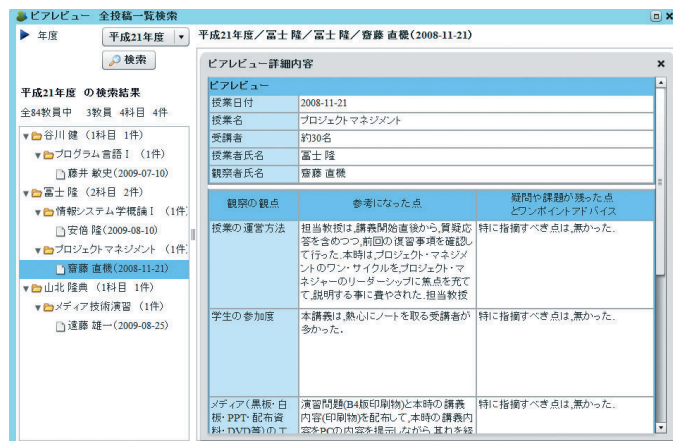 ピアレビュー 全投稿一覧検索
年度
平成21年度
検索
平成21年度 の検索結果
全84教員中 3教員 4科目 4件
谷川 健 (1科目 1件)
プログラム言語Ⅰ (1件)
藤井 敏史(2009-07-10)
冨士 隆 (2科目 2件)
情報システム学概論Ⅰ (1件
安倍 隆(2009-08-10)
プロジェクトマネジメント (1件)
齋藤 直機(2008-11-21)
山北 隆典 (1科目 1件)
メディア技術演習 (1件)
遠藤 雄一(2009-08-25)
平成21年度/冨士 隆/冨士 隆/齋藤 直機(2008-11-21)
ピアレビュー詳細内容
ピアレビュー
授業日付 2008-11-21
授業名 プロジェクトマネジメント
受講者 約30名
授業者氏名 冨士 隆
観察者氏名 齋藤 直機
観察の観点 参考になった点 疑問や課題が残った点
とワンポイントアドバイス
授業の運営方法 担当教授は,講義開始直後から,質疑応 特に指摘すべき点は,無かった.
答を含めつつ,前回の復習事項を確認し
て行った.本時は,プロジェクト・マネジメ
ントのワン・サイクルを,プロジェクト・マ
ネジャーのリーダーシップに焦点を充て
て,説明する事に費やされた.担当教授
学生の参加度 本講義は,熱心にノートを取る受講者が 特に指摘すべき点は,無かった.
多かった.
メディア(黒板・白 演習問題(B4版印刷物)と本時の講義 特に指摘すべき点は,無かった.
板・PPT・配布資 内容(印刷物)を配布して,本時の講義内
料・DVD等)の工 容をPCの内容を提示しながら,其れを経